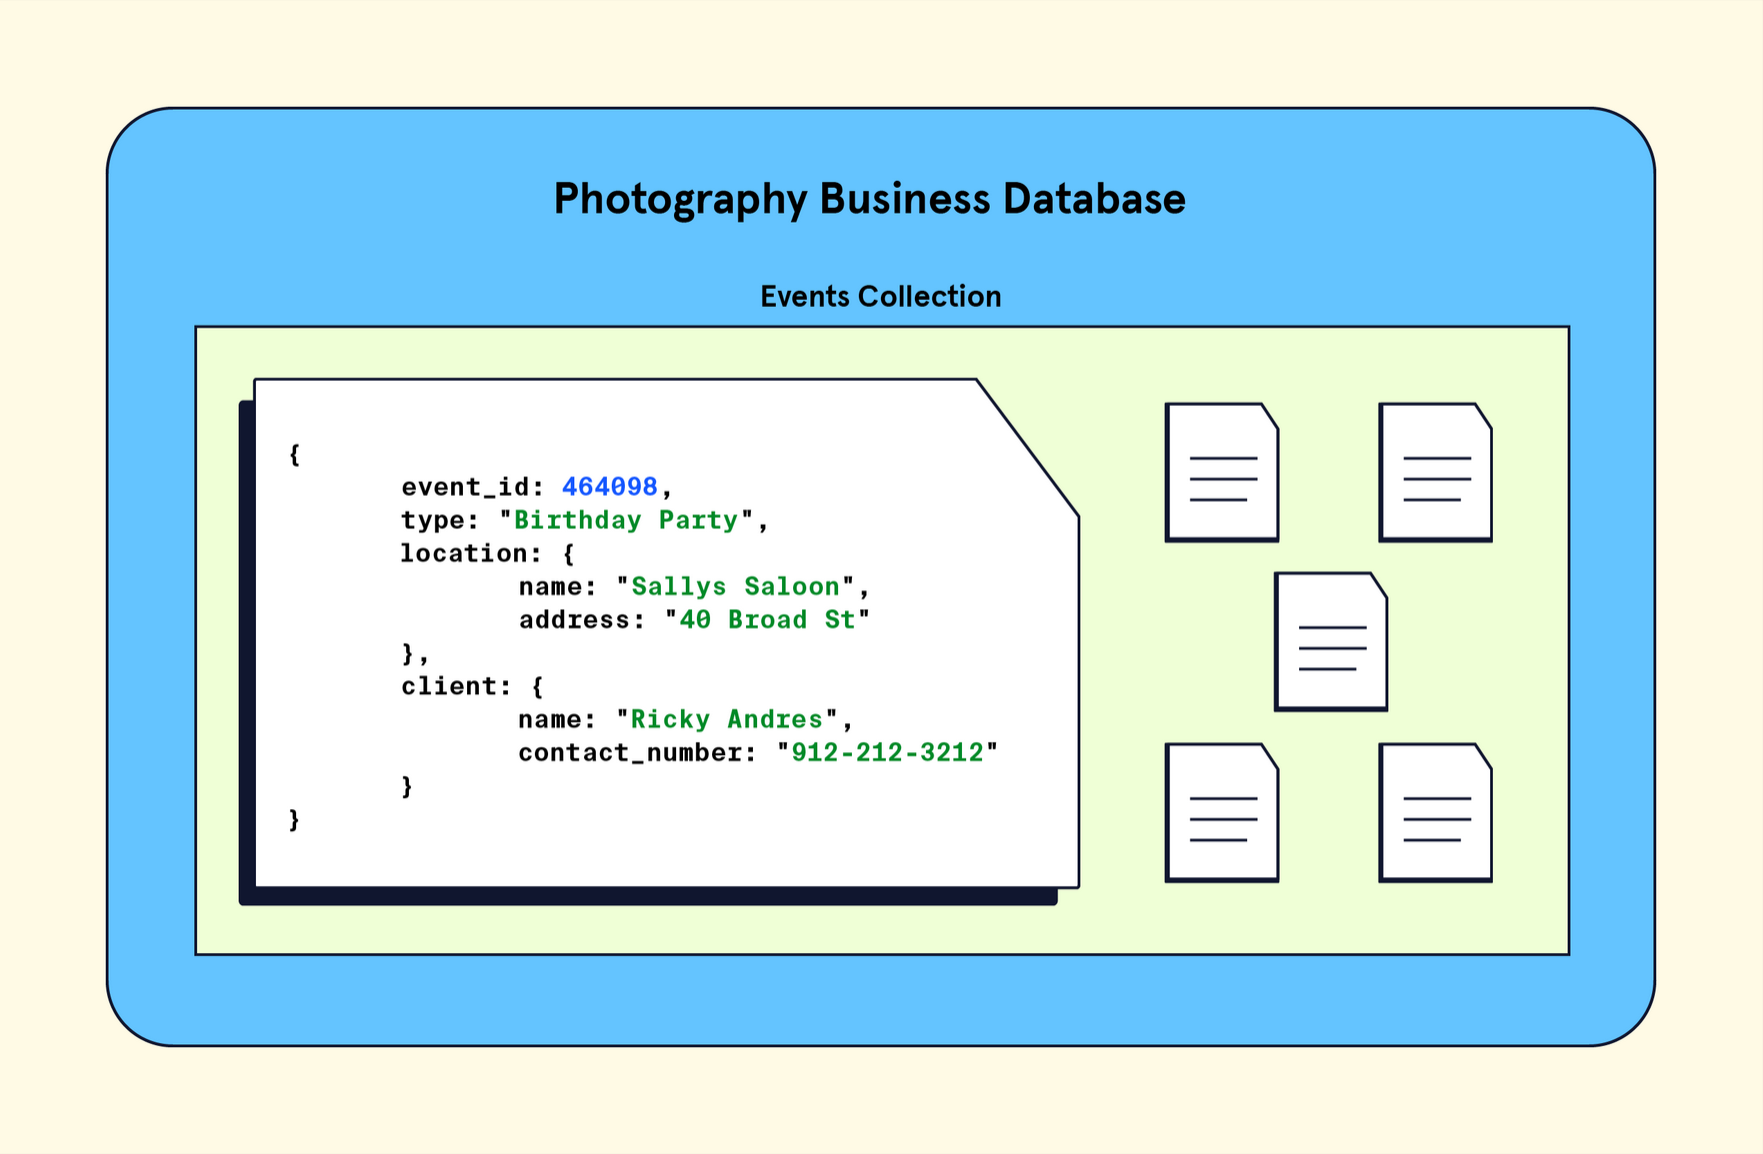 Photography Business Database
Events Collection
{
event_id: 464098,
type: "Birthday Party",
location: {
name: "Sallys Saloon",
address: "40 Broad St"
},
client: {
name: "Ricky Andres",
contact_number: "912-212-3212"
}
}